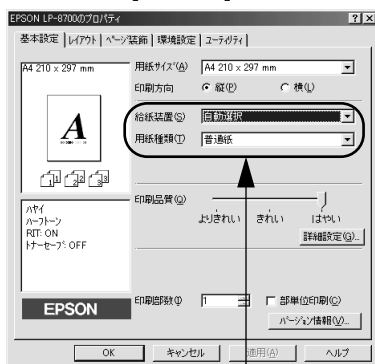 EPSON LP-8700のプロパティ
基本設定 レイアウト ページ装飾 環境設定 ユーティリティ
A4 210 x 297 mm
用紙サイズ(A) A4 210 x 297 mm
印刷方向 縦(P) 横(L)
給紙装置(S) 自動選択
用紙種類(T) 普通紙
A
1 1 2 2 3 3
印刷品質(Q)
よりきれい きれい はやい
詳細設定(G)...
ハヤイ
ハーフトーン
RIT: ON
トナーセーブ: OFF
EPSON
印刷部数(I) 1 部単位印刷(C)
バージョン情報(V)...
OK キャンセル 適用(A) ヘルプ